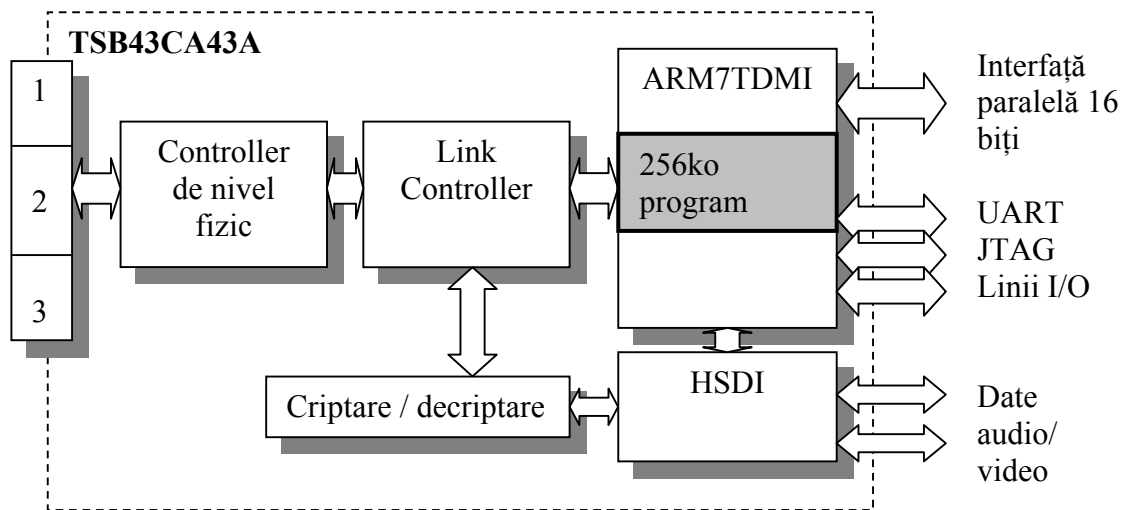 TSB43CA43A
1
2
3
Controller
de nivel
fizic
Link
Controller
ARM7TDMI
256ko
program
Interfață
paralelă 16
biți
UART
JTAG
Linii I/O
Criptare / decriptare
HSDI
Date
audio/
video